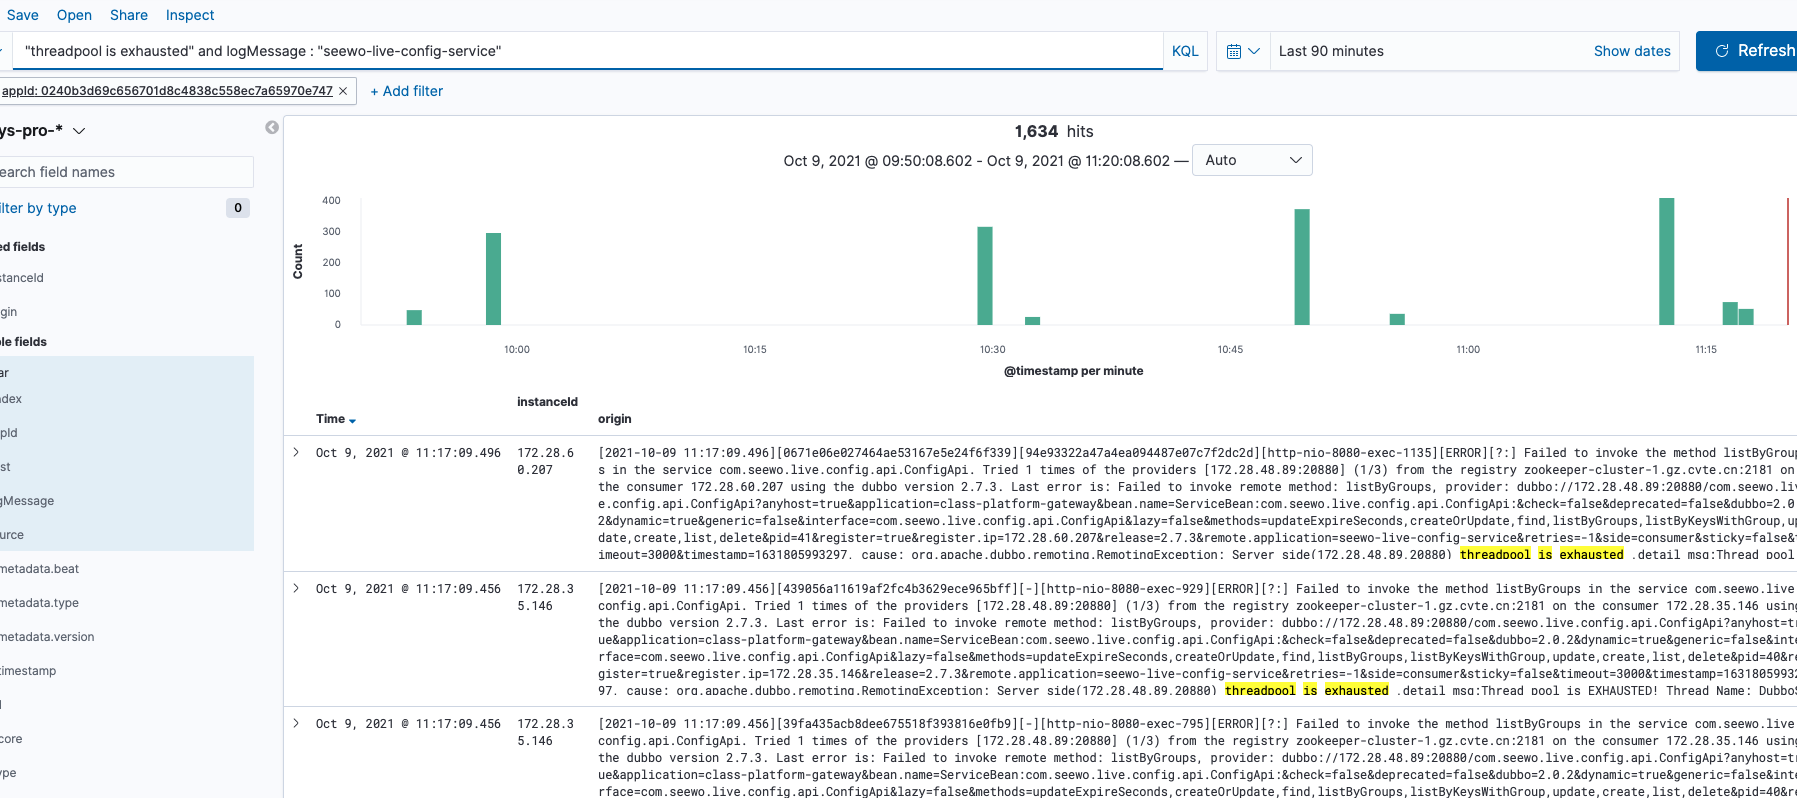 Save Open Share Inspect
"threadpool is exhausted" and logMessage : "seewo-live-config-service" KQL Last 90 minutes Show dates Refresh
appId: 0240b3d69c656701d8c4838c558ec7a65970e747 × + Add filter
ys-pro-*
earch field names
ilter by type 0
ed fields
stanceId
igin
ble fields
ar
ndex
pId
st
gMessage
urce
metadata.beat
metadata.type
metadata.version
timestamp
d
core
ype
1,634 hits
Oct 9, 2021 @ 09:50:08.602 - Oct 9, 2021 @ 11:20:08.602 — Auto
Count
400
300
200
100
0
10:00 10:15 10:30 10:45 11:00 11:15
@timestamp per minute
Time instanceId origin
Oct 9, 2021 @ 11:17:09.496 172.28.6
0.207
[2021-10-09 11:17:09.496][0671e06e027464ae53167e5e24f6f339][94e93322a47a4ea094487e07c7f2dc2d][http-nio-8080-exec-1135][ERROR][?:] Failed to invoke the method listByGroup
s in the service com.seewo.live.config.api.ConfigApi. Tried 1 times of the providers [172.28.48.89:20880] (1/3) from the registry zookeeper-cluster-1.gz.cvte.cn:2181 on
the consumer 172.28.60.207 using the dubbo version 2.7.3. Last error is: Failed to invoke remote method: listByGroups, provider: dubbo://172.28.48.89:20880/com.seewo.liv
e.config.api.ConfigApi?anyhost=true&application=class-platform-gateway&bean.name=ServiceBean:com.seewo.live.config.api.ConfigApi:&check=false&deprecated=false&dubbo=2.0.
2&dynamic=true&generic=false&interface=com.seewo.live.config.api.ConfigApi&lazy=false&methods=updateExpireSeconds,createOrUpdate,find,listByGroups,listByKeysWithGroup,up
date,create,list,delete&pid=41&register=true&register.ip=172.28.60.207&release=2.7.3&remote.application=seewo-live-config-service&retries=-1&side=consumer&sticky=false&t
imeout=3000&timestamp=1631805993297, cause: org.apache.dubbo.remoting.RemotingException: Server side(172.28.48.89,20880) threadpool is exhausted ,detail msg:Thread pool
Oct 9, 2021 @ 11:17:09.456 172.28.3
5.146
[2021-10-09 11:17:09.456][439056a11619af2fc4b3629ece965bff][-][http-nio-8080-exec-929][ERROR][?:] Failed to invoke the method listByGroups in the service com.seewo.live.
config.api.ConfigApi. Tried 1 times of the providers [172.28.48.89:20880] (1/3) from the registry zookeeper-cluster-1.gz.cvte.cn:2181 on the consumer 172.28.35.146 using
the dubbo version 2.7.3. Last error is: Failed to invoke remote method: listByGroups, provider: dubbo://172.28.48.89:20880/com.seewo.live.config.api.ConfigApi?anyhost=tr
ue&application=class-platform-gateway&bean.name=ServiceBean:com.seewo.live.config.api.ConfigApi:&check=false&deprecated=false&dubbo=2.0.2&dynamic=true&generic=false&inte
rface=com.seewo.live.config.api.ConfigApi&lazy=false&methods=updateExpireSeconds,createOrUpdate,find,listByGroups,listByKeysWithGroup,update,create,list,delete&pid=40&re
gister=true&register.ip=172.28.35.146&release=2.7.3&remote.application=seewo-live-config-service&retries=-1&side=consumer&sticky=false&timeout=3000&timestamp=16318059932
97, cause: org.apache.dubbo.remoting.RemotingException: Server side(172.28.48.89,20880) threadpool is exhausted ,detail msg:Thread pool is EXHAUSTED! Thread Name: DubboS
Oct 9, 2021 @ 11:17:09.456 172.28.3
5.146
[2021-10-09 11:17:09.456][39fa435acb8dee675518f393816e0fb9][-][http-nio-8080-exec-795][ERROR][?:] Failed to invoke the method listByGroups in the service com.seewo.live.
config.api.ConfigApi. Tried 1 times of the providers [172.28.48.89:20880] (1/3) from the registry zookeeper-cluster-1.gz.cvte.cn:2181 on the consumer 172.28.35.146 using
the dubbo version 2.7.3. Last error is: Failed to invoke remote method: listByGroups, provider: dubbo://172.28.48.89:20880/com.seewo.live.config.api.ConfigApi?anyhost=tr
ue&application=class-platform-gateway&bean.name=ServiceBean:com.seewo.live.config.api.ConfigApi:&check=false&deprecated=false&dubbo=2.0.2&dynamic=true&generic=false&inte
rface=com.seewo.live.config.api.ConfigApi&lazy=false&methods=updateExpireSeconds,createOrUpdate,find,listByGroups,listByKeysWithGroup,update,create,list,delete&pid=40&re